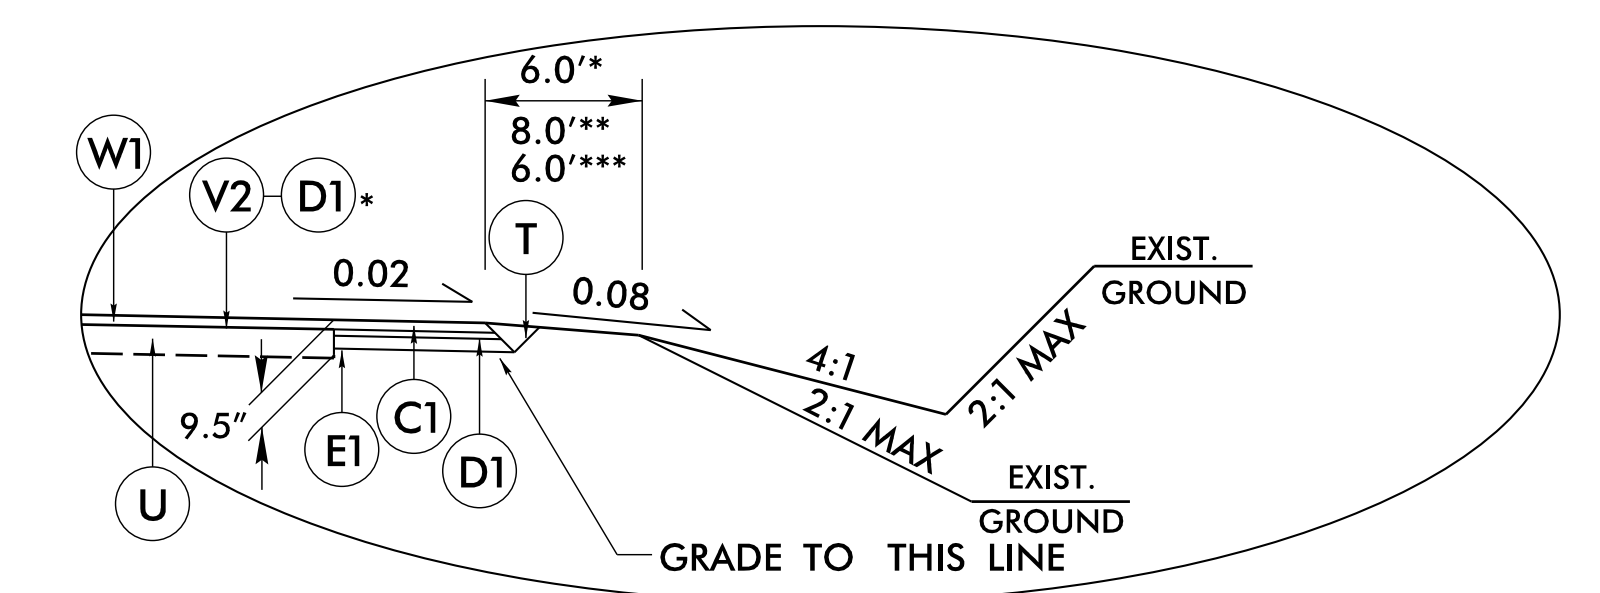 6.0'*
8.0'**
6.0'***
W1
V2
D1 *
T
0.02
0.08
EXIST.
GROUND
4:1
2:1 MAX
2:1 MAX
9.5"
E1
C1
D1
U
EXIST.
GROUND
GRADE TO THIS LINE